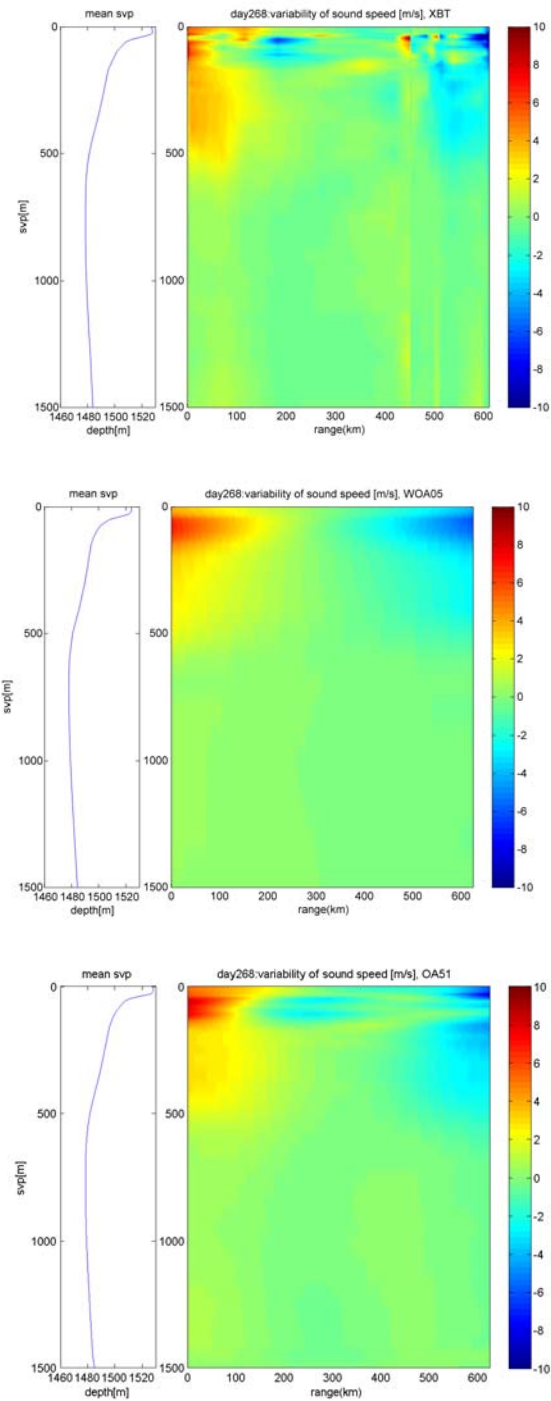 mean svp
day268:variability of sound speed [m/s], XBT
0
500
1000
1500
svp[m]
1460 1480 1500 1520
depth[m]
0
500
1000
1500
0 100 200 300 400 500 600
range(km)
10
8
6
4
2
0
-2
-4
-6
-8
-10
mean svp
day268:variability of sound speed [m/s], WOA05
0
500
1000
1500
svp[m]
1460 1480 1500 1520
depth[m]
0
500
1000
1500
0 100 200 300 400 500 600
range(km)
10
8
6
4
2
0
-2
-4
-6
-8
-10
mean svp
day268:variability of sound speed [m/s], OA51
0
500
1000
1500
svp[m]
1460 1480 1500 1520
depth[m]
0
500
1000
1500
0 100 200 300 400 500 600
range(km)
10
8
6
4
2
0
-2
-4
-6
-8
-10